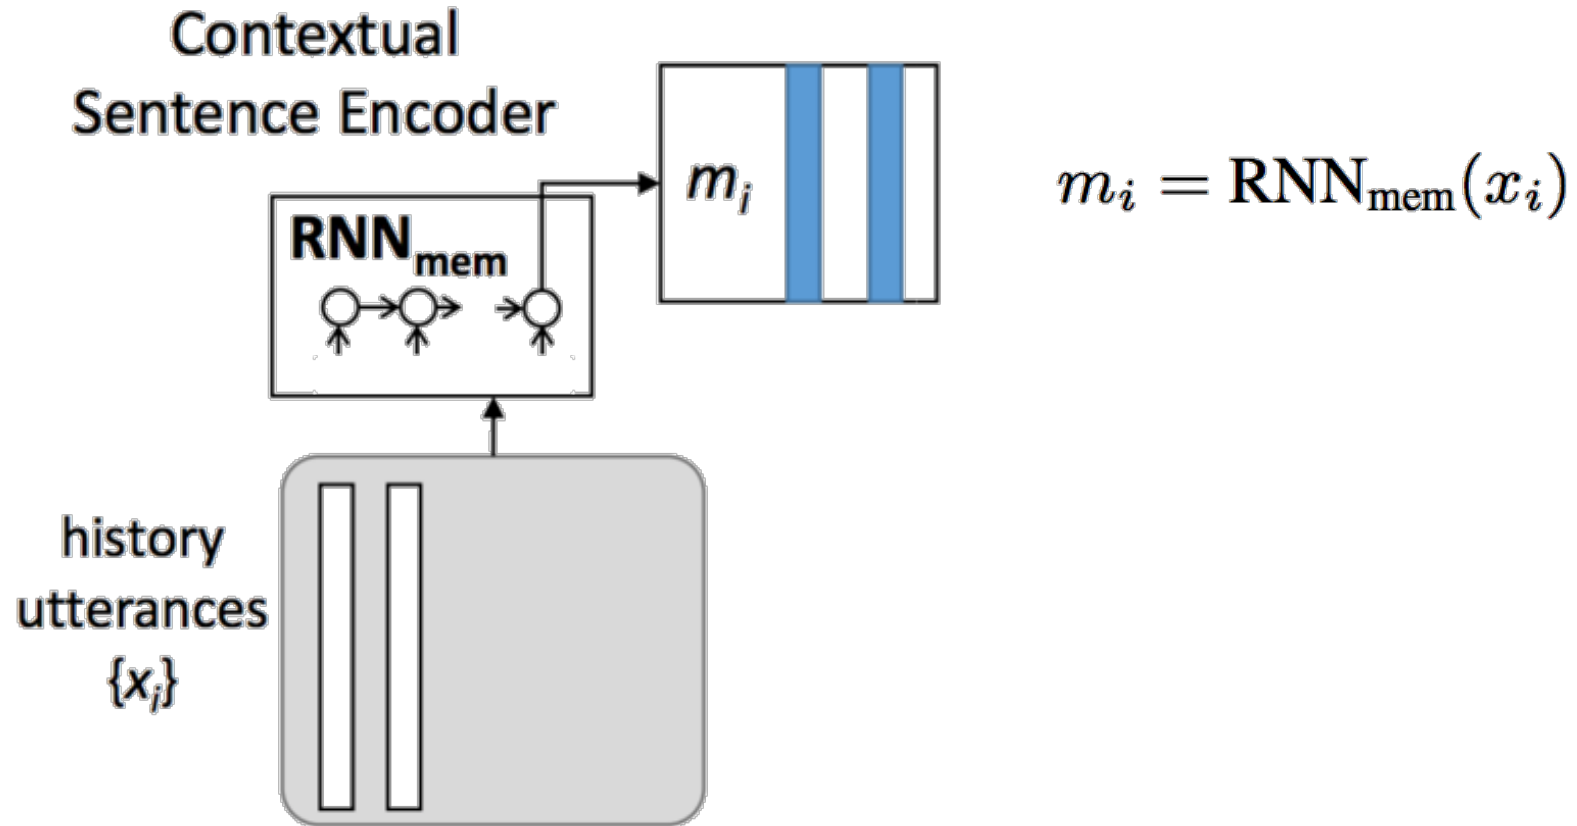 Contextual
Sentence Encoder
RNN_mem
m_i
m_i = RNN_mem(x_i)
history
utterances
{x_i}